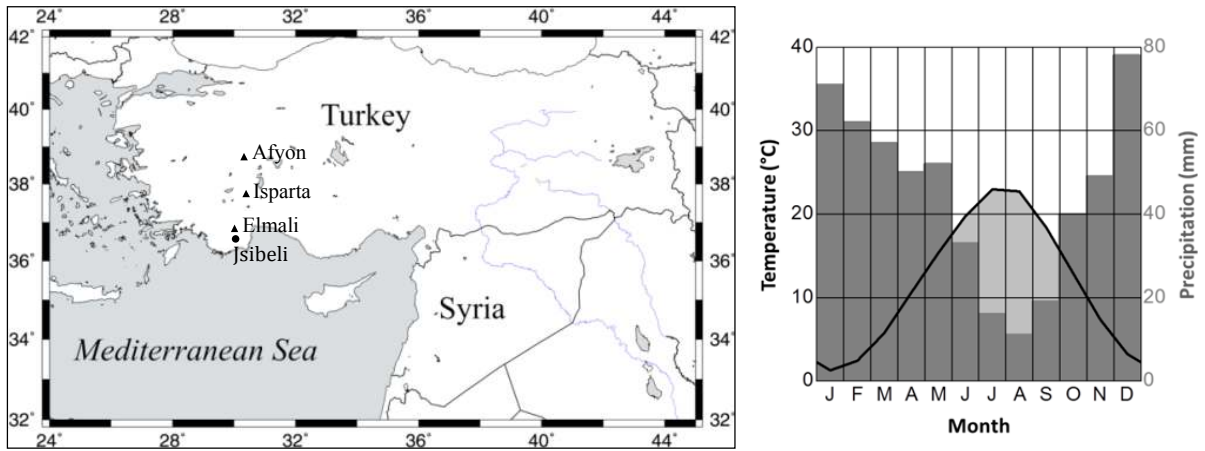 24˚ 28˚ 32˚ 36˚ 40˚ 44˚
42˚ 42˚
40˚ 40˚
38˚ 38˚
36˚ 36˚
34˚ 34˚
32˚ 32˚
24˚ 28˚ 32˚ 36˚ 40˚ 44˚
Turkey
Afyon
Isparta
Elmali
Jsibeli
Syria
Mediterranean Sea
40 80
30 60
20 40
10 20
0 0
Temperature (°C)
Precipitation (mm)
J F M A M J J A S O N D
Month